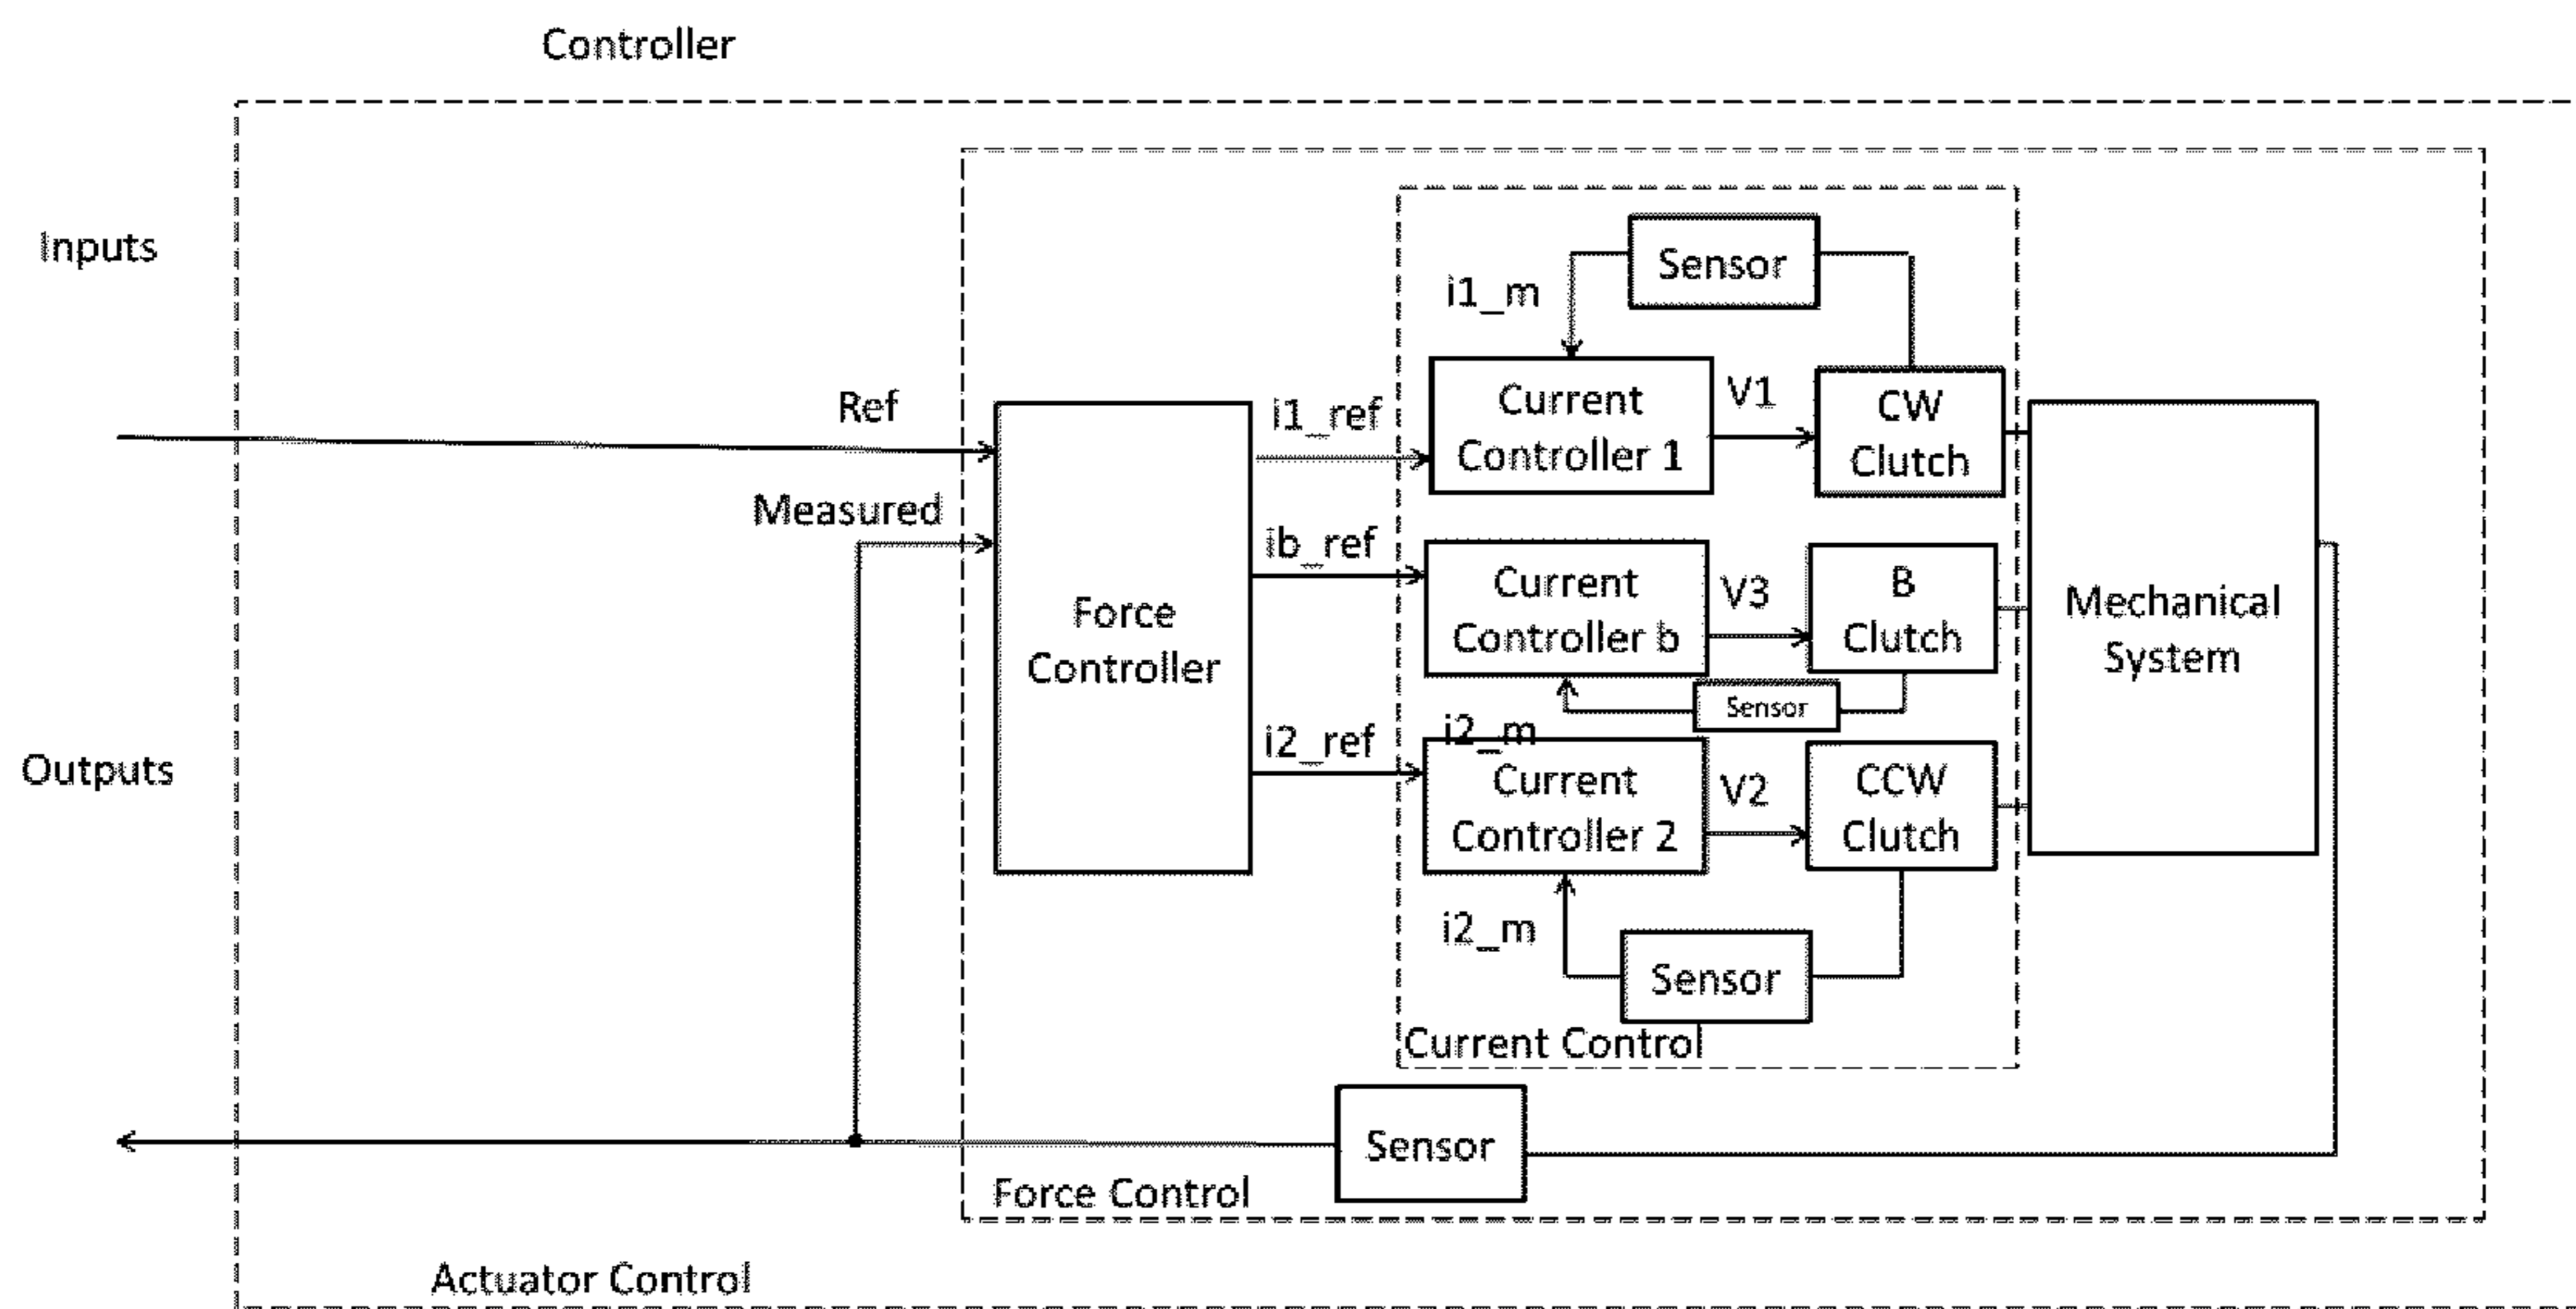 Controller
Inputs
Sensor
i1_m
Ref
i1_ref
Current
Controller 1
V1
CW
Clutch
Measured
ib_ref
Current
Controller b
V3
B
Clutch
Force
Controller
Mechanical
System
Sensor
i2_m
i2_ref
Outputs
Current
Controller 2
V2
CCW
Clutch
i2_m
Sensor
Current Control
Sensor
Force Control
Actuator Control